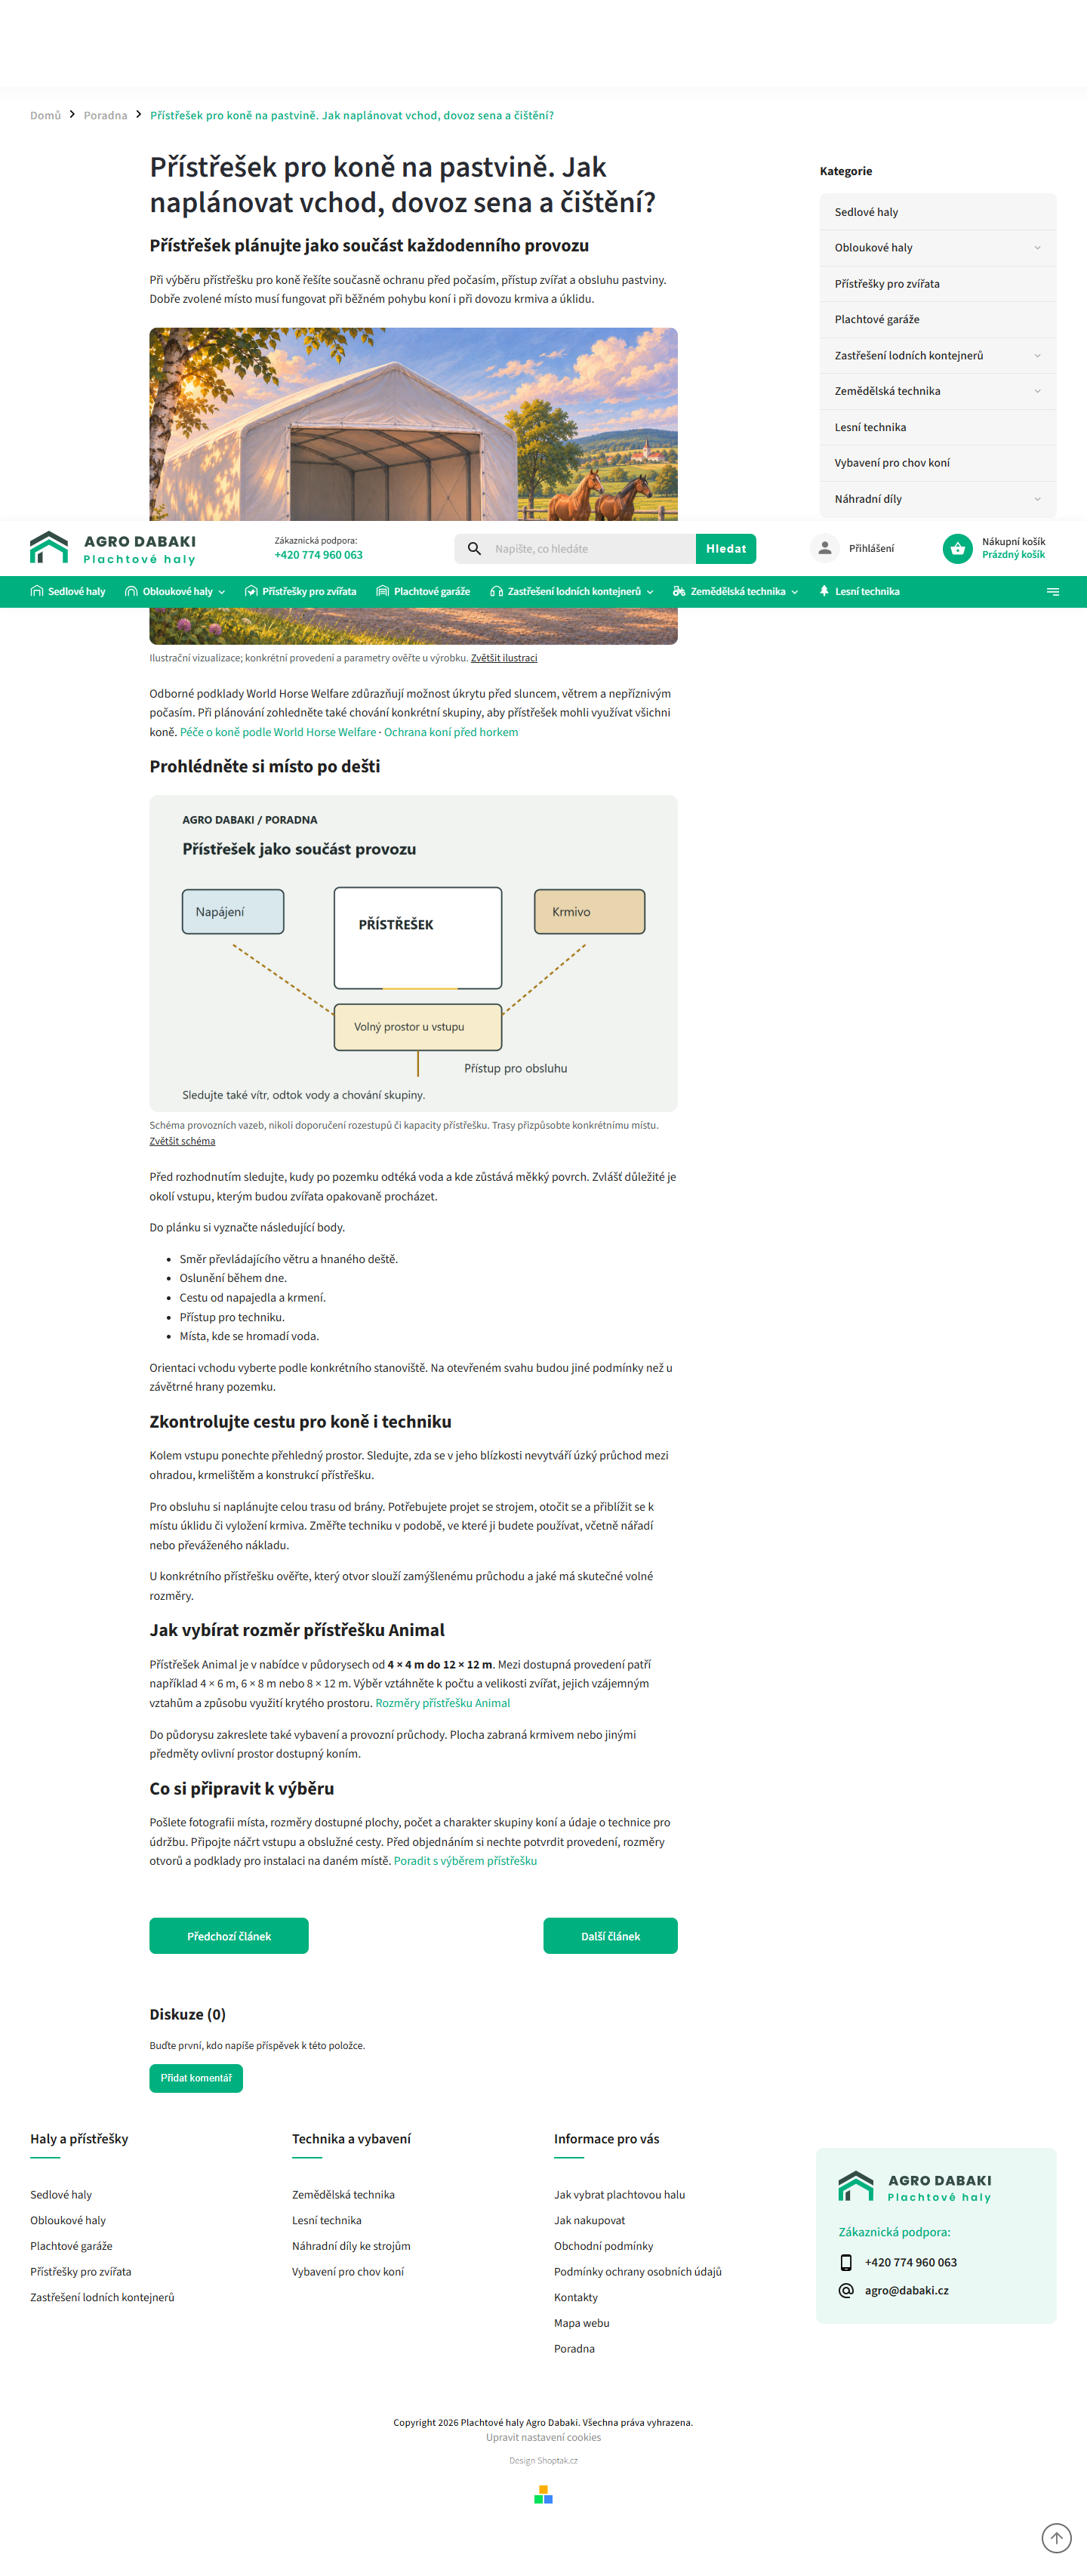 Domů
Poradna
Přístřešek pro koně na pastvině. Jak naplánovat vchod, dovoz sena a čištění?
Přístřešek pro koně na pastvině. Jak
naplánovat vchod, dovoz sena a čištění?
Přístřešek plánujte jako součást každodenního provozu
Při výběru přístřešku pro koně řešíte současně ochranu před počasím, přístup zvířat a obsluhu pastviny.
Dobře zvolené místo musí fungovat při běžném pohybu koní i při dovozu krmiva a úklidu.
Kategorie
Sedlové haly
Obloukové haly
Přístřešky pro zvířata
Plachtové garáže
Zastřešení lodních kontejnerů
Zemědělská technika
Lesní technika
Vybavení pro chov koní
Náhradní díly
AGRO DABAKI
Plachtové haly
Zákaznická podpora:
+420 774 960 063
Napište, co hledáte
Hledat
Přihlášení
Nákupní košík
Prázdný košík
Sedlové haly
Obloukové haly
Přístřešky pro zvířata
Plachtové garáže
Zastřešení lodních kontejnerů
Zemědělská technika
Lesní technika
Ilustrační vizualizace; konkrétní provedení a parametry ověřte u výrobku. Zvětšit ilustraci
Odborné podklady World Horse Welfare zdůrazňují možnost úkrytu před sluncem, větrem a nepříznivým
počasím. Při plánování zohledněte také chování konkrétní skupiny, aby přístřešek mohli využívat všichni
koně. Péče o koně podle World Horse Welfare · Ochrana koní před horkem
Prohlédněte si místo po dešti
AGRO DABAKI / PORADNA
Přístřešek jako součást provozu
Napájení
PŘÍSTŘEŠEK
Krmivo
Volný prostor u vstupu
Přístup pro obsluhu
Sledujte také vítr, odtok vody a chování skupiny.
Schéma provozních vazeb, nikoli doporučení rozestupů či kapacity přístřešku. Trasy přizpůsobte konkrétnímu místu.
Zvětšit schéma
Před rozhodnutím sledujte, kudy po pozemku odtéká voda a kde zůstává měkký povrch. Zvlášť důležité je
okolí vstupu, kterým budou zvířata opakovaně procházet.
Do plánku si vyznačte následující body.
• Směr převládajícího větru a hnaného deště.
• Oslunění během dne.
• Cestu od napajedla a krmení.
• Přístup pro techniku.
• Místa, kde se hromadí voda.
Orientaci vchodu vyberte podle konkrétního stanoviště. Na otevřeném svahu budou jiné podmínky než u
závětrné hrany pozemku.
Zkontrolujte cestu pro koně i techniku
Kolem vstupu ponechte přehledný prostor. Sledujte, zda se v jeho blízkosti nevytváří úzký průchod mezi
ohradou, krmelištěm a konstrukcí přístřešku.
Pro obsluhu si naplánujte celou trasu od brány. Potřebujete projet se strojem, otočit se a přiblížit se k
místu úklidu či vyložení krmiva. Změřte techniku v podobě, ve které ji budete používat, včetně nářadí
nebo převáženého nákladu.
U konkrétního přístřešku ověřte, který otvor slouží zamýšlenému průchodu a jaké má skutečné volné
rozměry.
Jak vybírat rozměr přístřešku Animal
Přístřešek Animal je v nabídce v půdorysech od 4 × 4 m do 12 × 12 m. Mezi dostupná provedení patří
například 4 × 6 m, 6 × 8 m nebo 8 × 12 m. Výběr vztáhněte k počtu a velikosti zvířat, jejich vzájemným
vztahům a způsobu využití krytého prostoru. Rozměry přístřešku Animal
Do půdorysu zakreslete také vybavení a provozní průchody. Plocha zabraná krmivem nebo jinými
předměty ovlivní prostor dostupný koním.
Co si připravit k výběru
Pošlete fotografii místa, rozměry dostupné plochy, počet a charakter skupiny koní a údaje o technice pro
údržbu. Připojte náčrt vstupu a obslužné cesty. Před objednáním si nechte potvrdit provedení, rozměry
otvorů a podklady pro instalaci na daném místě. Poradit s výběrem přístřešku
Předchozí článek
Další článek
Diskuze (0)
Buďte první, kdo napíše příspěvek k této položce.
Přidat komentář
Haly a přístřešky
Sedlové haly
Obloukové haly
Plachtové garáže
Přístřešky pro zvířata
Zastřešení lodních kontejnerů
Technika a vybavení
Zemědělská technika
Lesní technika
Náhradní díly ke strojům
Vybavení pro chov koní
Informace pro vás
Jak vybrat plachtovou halu
Jak nakupovat
Obchodní podmínky
Podmínky ochrany osobních údajů
Kontakty
Mapa webu
Poradna
AGRO DABAKI
Plachtové haly
Zákaznická podpora:
+420 774 960 063
agro@dabaki.cz
Copyright 2026 Plachtové haly Agro Dabaki. Všechna práva vyhrazena.
Upravit nastavení cookies
Design Shoptak.cz